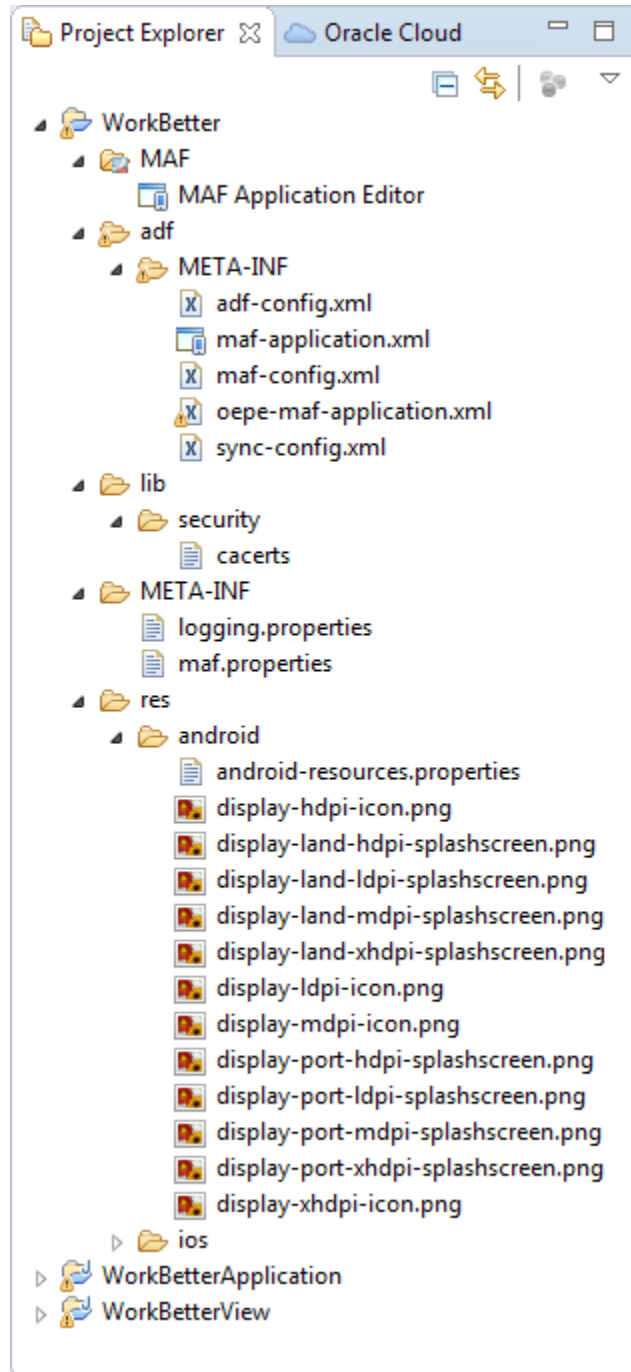 Project Explorer Oracle Cloud
WorkBetter
MAF
MAF Application Editor
adf
META-INF
adf-config.xml
maf-application.xml
maf-config.xml
oepe-maf-application.xml
sync-config.xml
lib
security
cacerts
META-INF
logging.properties
maf.properties
res
android
android-resources.properties
display-hdpi-icon.png
display-land-hdpi-splashscreen.png
display-land-ldpi-splashscreen.png
display-land-mdpi-splashscreen.png
display-land-xhdpi-splashscreen.png
display-ldpi-icon.png
display-mdpi-icon.png
display-port-hdpi-splashscreen.png
display-port-ldpi-splashscreen.png
display-port-mdpi-splashscreen.png
display-port-xhdpi-splashscreen.png
display-xhdpi-icon.png
ios
WorkBetterApplication
WorkBetterView